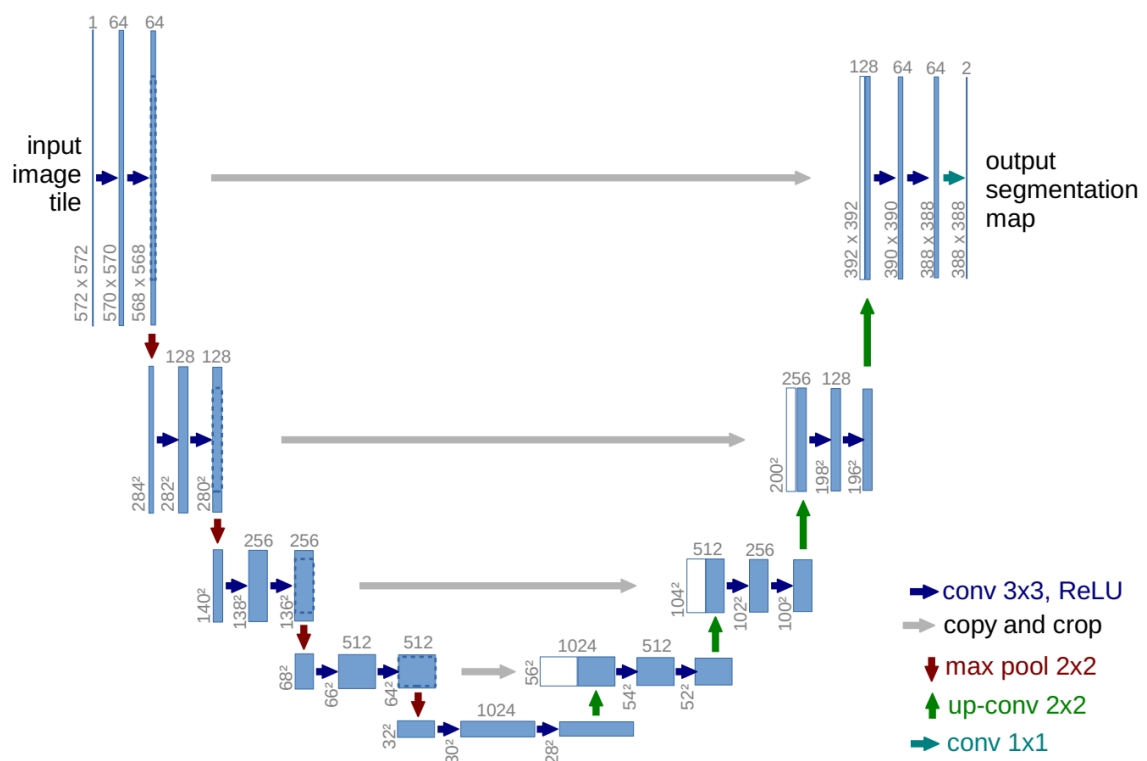 1 64 64
128 64 64 2
input
image
tile
output
segmentation
map
572 x 572
570 x 570
568 x 568
392 x 392
390 x 390
388 x 388
388 x 388
128 128
256 128
284²
282²
280²
200²
198²
196²
256 256
512 256
140²
138²
136²
104²
102²
100²
512 512
1024 512
68²
66²
64²
56²
54²
52²
1024
32²
30²
28²
conv 3x3, ReLU
copy and crop
max pool 2x2
up-conv 2x2
conv 1x1